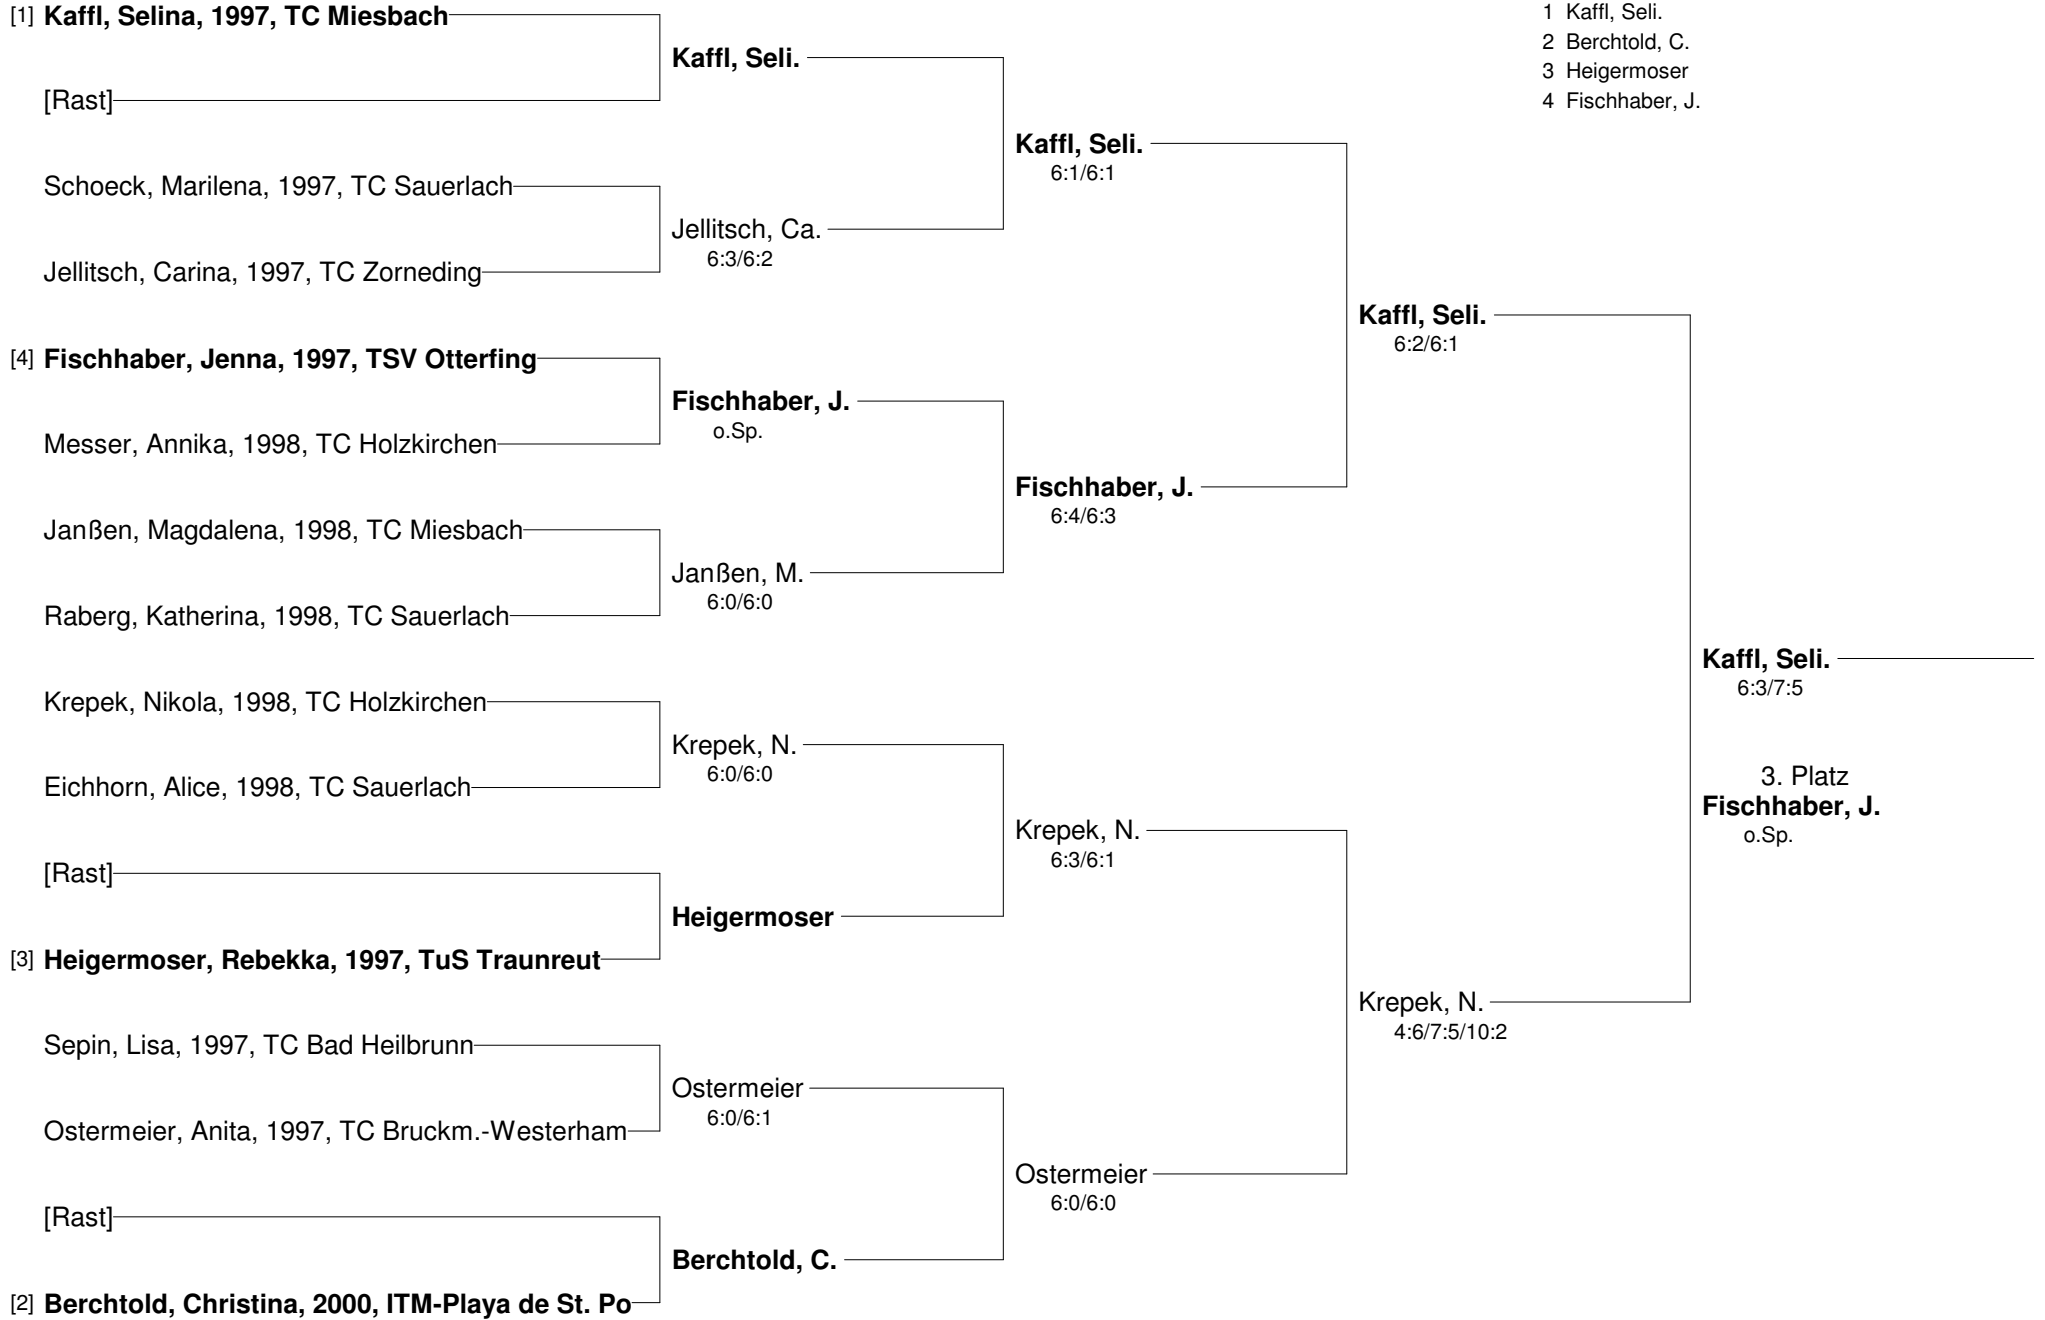 [1] Kaffl, Selina, 1997, TC Miesbach
[Rast]
Schoeck, Marilena, 1997, TC Sauerlach
Jellitsch, Carina, 1997, TC Zorneding
[4] Fischhaber, Jenna, 1997, TSV Otterfing
Messer, Annika, 1998, TC Holzkirchen
Janßen, Magdalena, 1998, TC Miesbach
Raberg, Katherina, 1998, TC Sauerlach
Krepek, Nikola, 1998, TC Holzkirchen
Eichhorn, Alice, 1998, TC Sauerlach
[Rast]
[3] Heigermoser, Rebekka, 1997, TuS Traunreut
Sepin, Lisa, 1997, TC Bad Heilbrunn
Ostermeier, Anita, 1997, TC Bruckm.-Westerham
[Rast]
[2] Berchtold, Christina, 2000, ITM-Playa de St. Po
Kaffl, Seli.
Jellitsch, Ca.
6:3/6:2
Fischhaber, J.
o.Sp.
Janßen, M.
6:0/6:0
Krepek, N.
6:0/6:0
Heigermoser
Ostermeier
6:0/6:1
Berchtold, C.
Kaffl, Seli.
6:1/6:1
Fischhaber, J.
6:4/6:3
Krepek, N.
6:3/6:1
Ostermeier
6:0/6:0
Kaffl, Seli.
6:2/6:1
Krepek, N.
4:6/7:5/10:2
Kaffl, Seli.
6:3/7:5
3. Platz
Fischhaber, J.
o.Sp.
1 Kaffl, Seli.
2 Berchtold, C.
3 Heigermoser
4 Fischhaber, J.